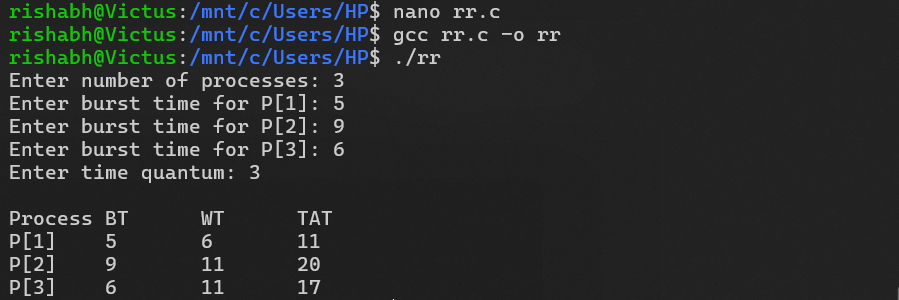 rishabh@Victus:/mnt/c/Users/HP$ nano rr.c
rishabh@Victus:/mnt/c/Users/HP$ gcc rr.c -o rr
rishabh@Victus:/mnt/c/Users/HP$ ./rr
Enter number of processes: 3
Enter burst time for P[1]: 5
Enter burst time for P[2]: 9
Enter burst time for P[3]: 6
Enter time quantum: 3

Process BT      WT      TAT
P[1]    5       6       11
P[2]    9       11      20
P[3]    6       11      17